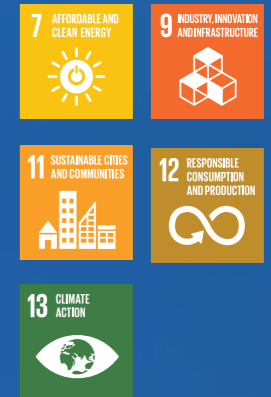 7 AFFORDABLE AND
CLEAN ENERGY
9 INDUSTRY, INNOVATION
AND INFRASTRUCTURE
11 SUSTAINABLE CITIES
AND COMMUNITIES
12 RESPONSIBLE
CONSUMPTION
AND PRODUCTION
13 CLIMATE
ACTION